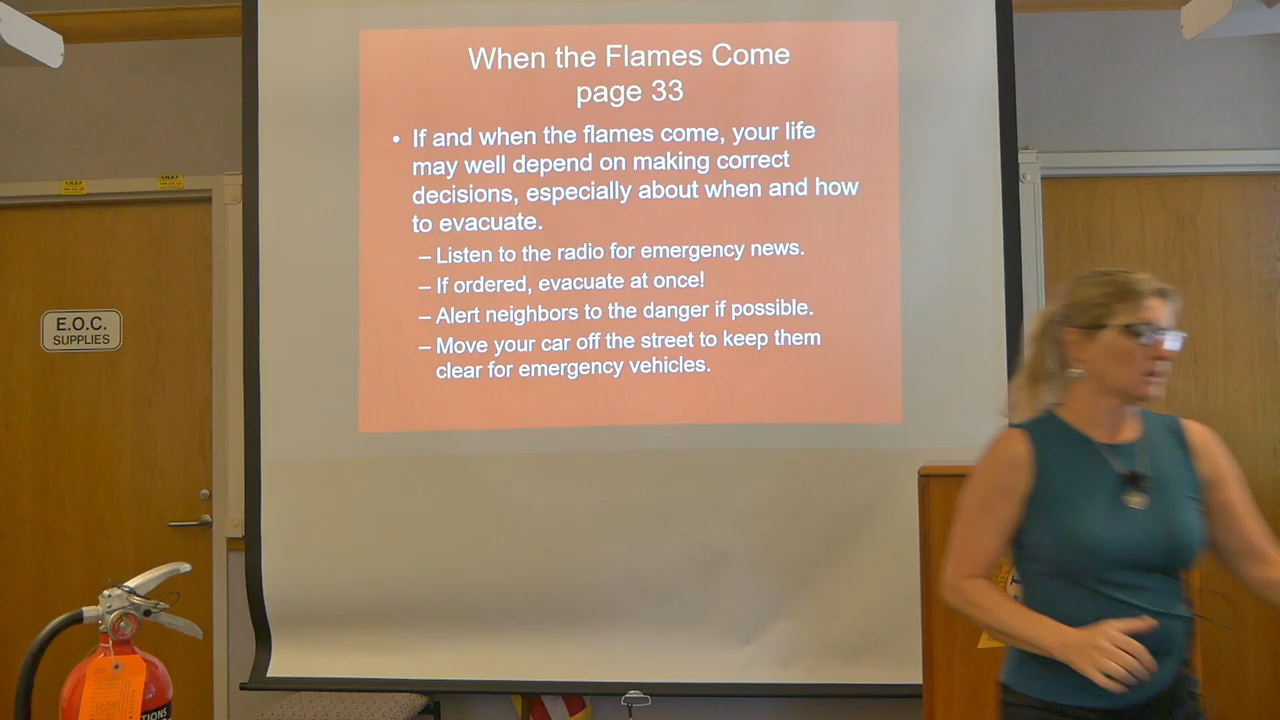 When the Flames Come
page 33
• If and when the flames come, your life
may well depend on making correct
decisions, especially about when and how
to evacuate.
– Listen to the radio for emergency news.
– If ordered, evacuate at once!
– Alert neighbors to the danger if possible.
– Move your car off the street to keep them
clear for emergency vehicles.
E.O.C.
SUPPLIES